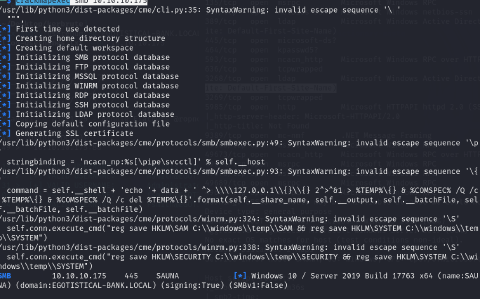 crackmapexec smb 10.10.10.175
/usr/lib/python3/dist-packages/cme/cli.py:35: SyntaxWarning: invalid escape sequence '\ '
""",
[*] First time use detected
[*] Creating home directory structure
[*] Creating default workspace
[*] Initializing SMB protocol database
[*] Initializing FTP protocol database
[*] Initializing MSSQL protocol database
[*] Initializing WINRM protocol database
[*] Initializing RDP protocol database
[*] Initializing SSH protocol database
[*] Initializing LDAP protocol database
[*] Copying default configuration file
[*] Generating SSL certificate
/usr/lib/python3/dist-packages/cme/protocols/smb/smbexec.py:49: SyntaxWarning: invalid escape sequence '\p
'
stringbinding = 'ncacn_np:%s[\pipe\svcctl]' % self.__host
/usr/lib/python3/dist-packages/cme/protocols/smb/smbexec.py:93: SyntaxWarning: invalid escape sequence '\{
'
command = self.__shell + 'echo '+ data + ' ^> \\\\127.0.0.1\\{}\\{} 2^>^&1 > %TEMP%\{} & %COMSPEC% /Q /c
%TEMP%\{} & %COMSPEC% /Q /c del %TEMP%\{}'.format(self.__share_name, self.__output, self.__batchFile, sel
f.__batchFile, self.__batchFile)
/usr/lib/python3/dist-packages/cme/protocols/winrm.py:324: SyntaxWarning: invalid escape sequence '\S'
self.conn.execute_cmd("reg save HKLM\SAM C:\\windows\\temp\\SAM && reg save HKLM\SYSTEM C:\\windows\\tem
p\\SYSTEM")
/usr/lib/python3/dist-packages/cme/protocols/winrm.py:338: SyntaxWarning: invalid escape sequence '\S'
self.conn.execute_cmd("reg save HKLM\SECURITY C:\\windows\\temp\\SECURITY && reg save HKLM\SYSTEM C:\\wi
ndows\\temp\\SYSTEM")
SMB 10.10.10.175 445 SAUNA [*] Windows 10 / Server 2019 Build 17763 x64 (name:SAU
NA) (domain:EGOTISTICAL-BANK.LOCAL) (signing:True) (SMBv1:False)